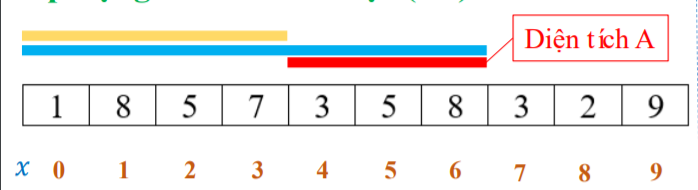 Diện tích A
1 8 5 7 3 5 8 3 2 9
x 0 1 2 3 4 5 6 7 8 9